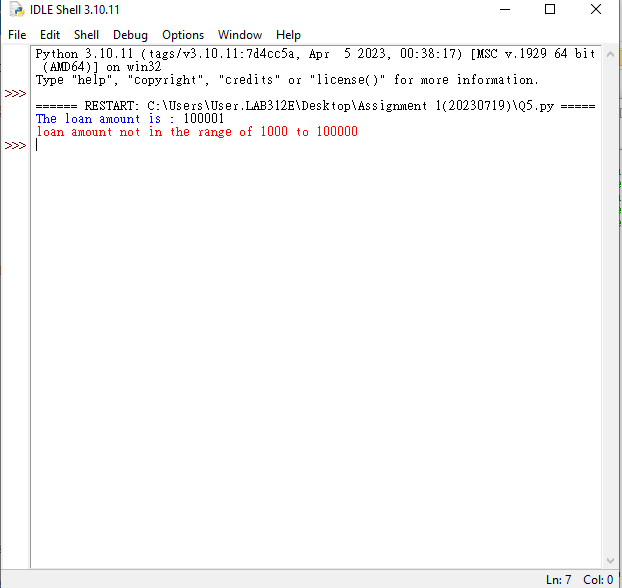 IDLE Shell 3.10.11
File Edit Shell Debug Options Window Help
Python 3.10.11 (tags/v3.10.11:7d4cc5a, Apr  5 2023, 00:38:17) [MSC v.1929 64 bit
(AMD64)] on win32
Type "help", "copyright", "credits" or "license()" for more information.
>>>
====== RESTART: C:\Users\User.LAB312E\Desktop\Assignment 1(20230719)\Q5.py =====
The loan amount is : 100001
loan amount not in the range of 1000 to 100000
>>>
Ln: 7 Col: 0